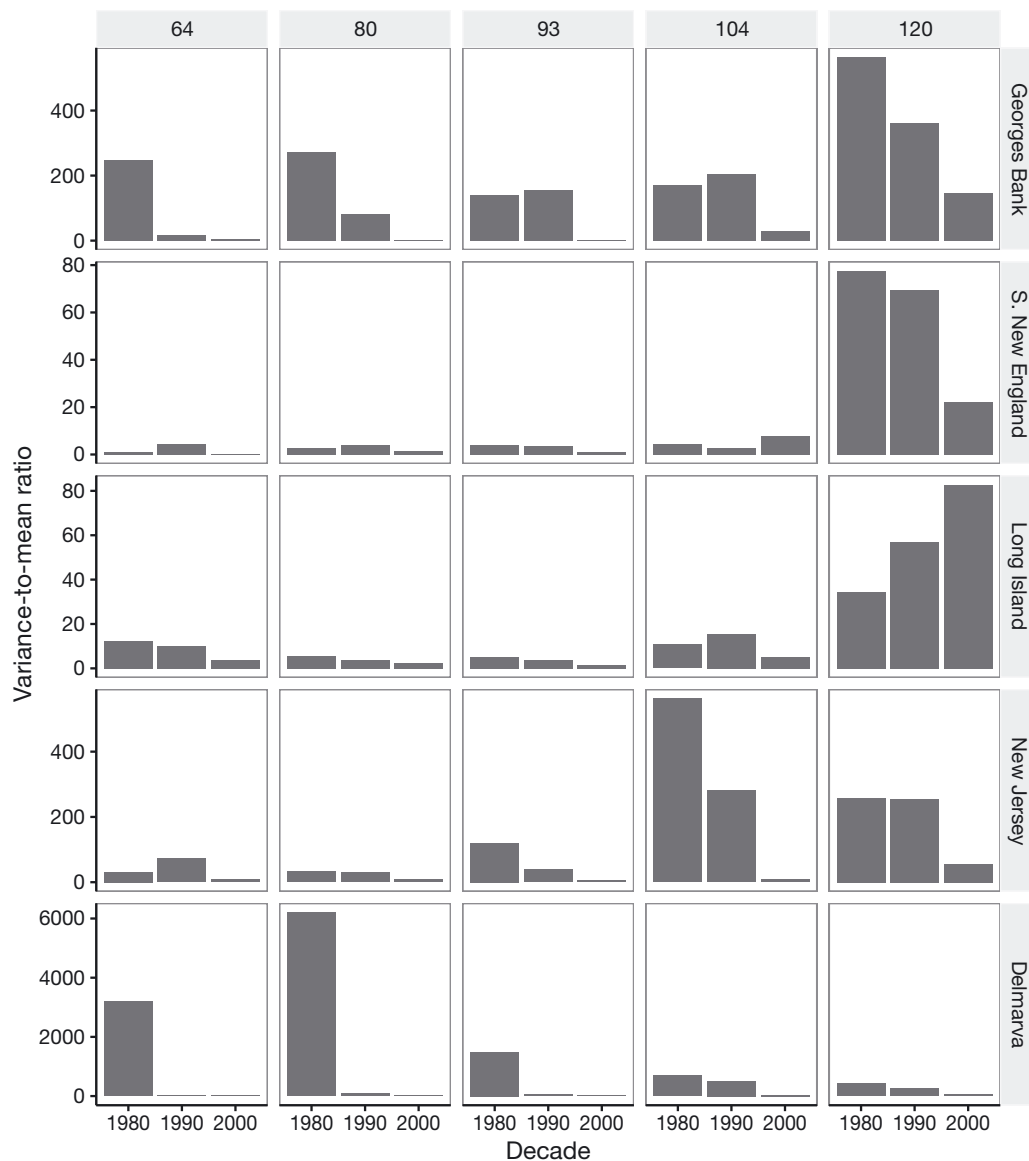 64 80 93 104 120
400
200
0
Georges Bank
80
60
40
20
0
S. New England
80
60
40
20
0
Long Island
400
200
0
New Jersey
6000
4000
2000
0
Delmarva
Variance-to-mean ratio
1980 1990 2000 1980 1990 2000 1980 1990 2000 1980 1990 2000 1980 1990 2000
Decade